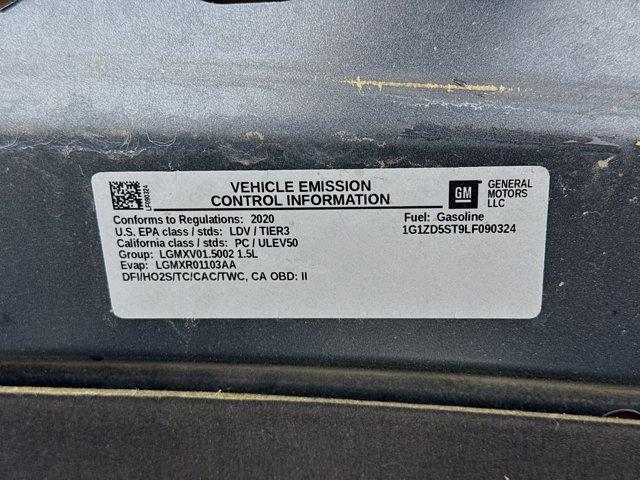 LF090324
VEHICLE EMISSION
CONTROL INFORMATION
GM
GENERAL
MOTORS
LLC
Conforms to Regulations: 2020
U.S. EPA class / stds: LDV / TIER3
California class / stds: PC / ULEV50
Group: LGMXV01.5002 1.5L
Evap: LGMXR01103AA
DFI/HO2S/TC/CAC/TWC, CA OBD: II
Fuel: Gasoline
1G1ZD5ST9LF090324